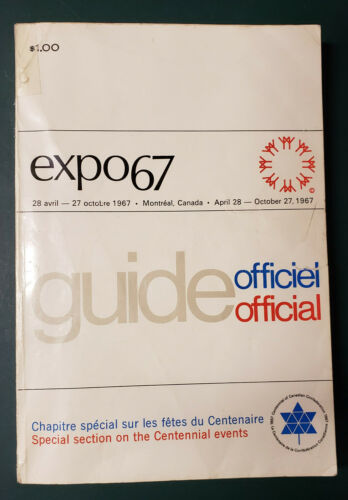 $1.00
expo67
28 avril — 27 octobre 1967 • Montréal, Canada • April 28 — October 27, 1967
©
guide officiel
official
Chapitre spécial sur les fêtes du Centenaire
Special section on the Centennial events